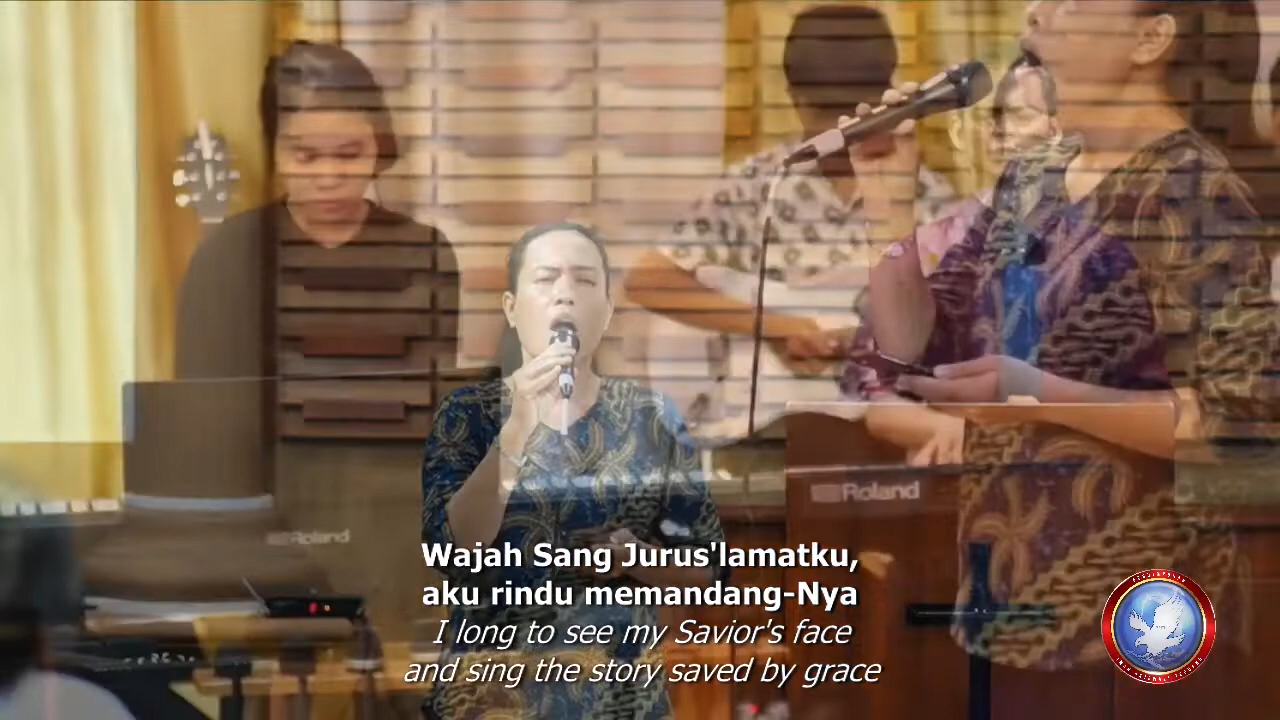 Roland
Roland
Wajah Sang Jurus'lamatku,
aku rindu memandang-Nya
I long to see my Savior's face
and sing the story saved by grace